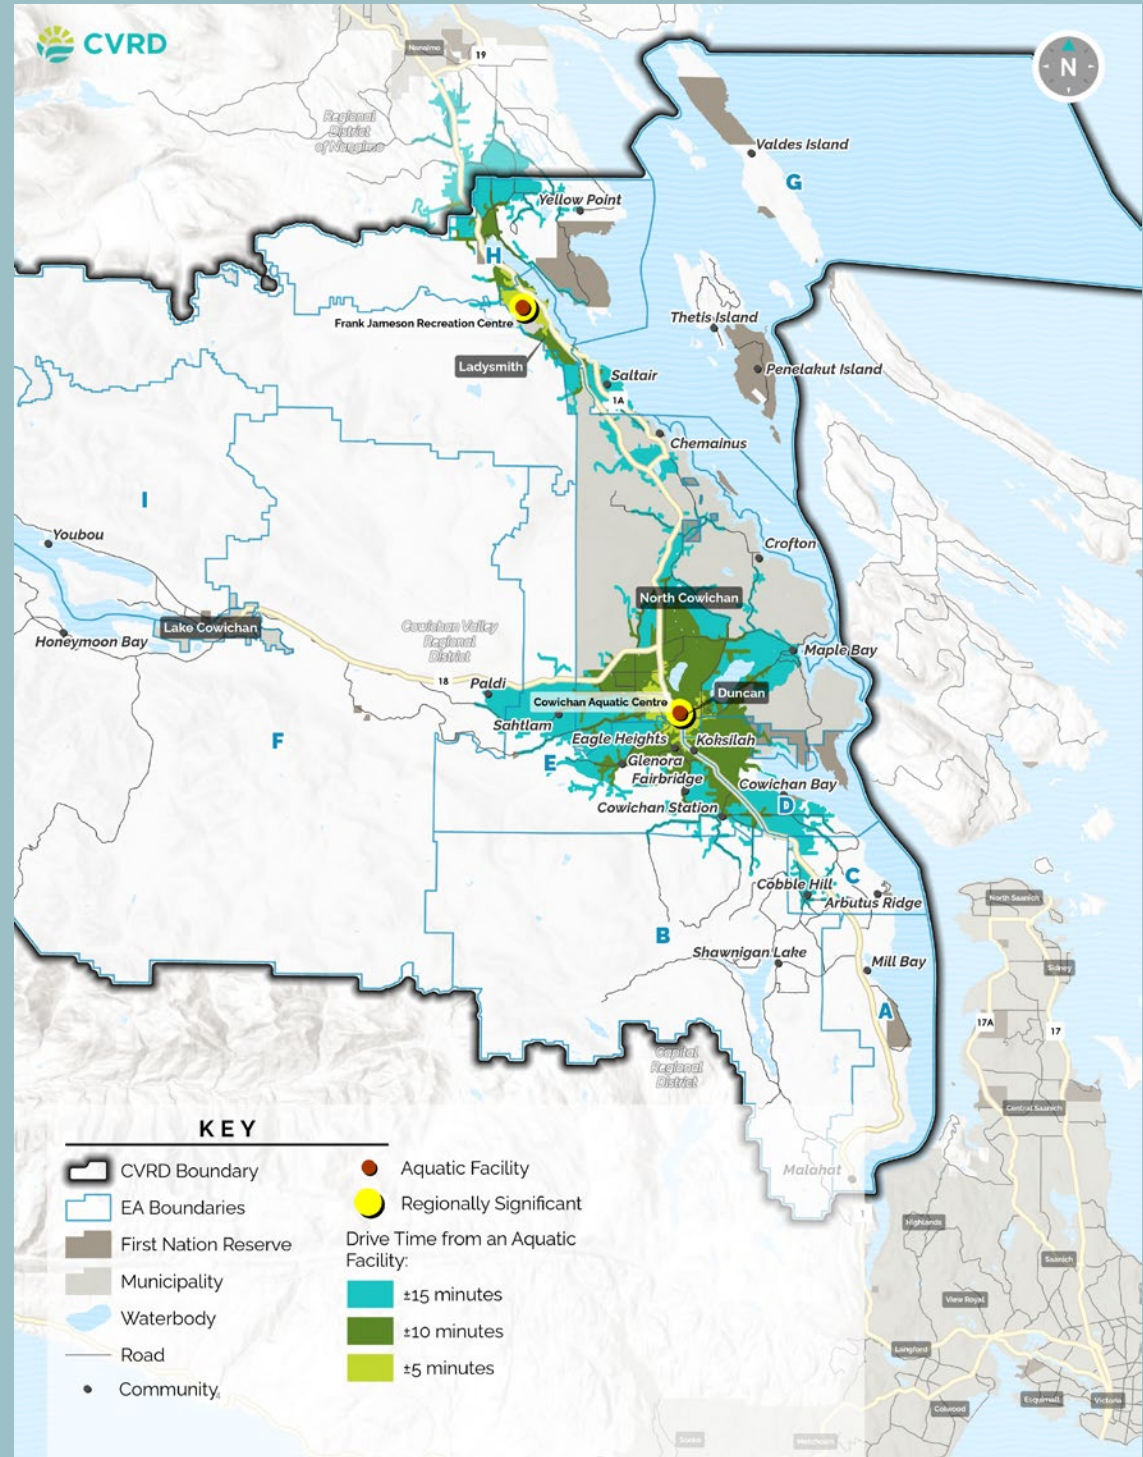 CVRD
N
Nanaimo
19
Regional
District
of Nanaimo
Valdes Island
G
Yellow Point
H
Frank Jameson Recreation Centre
Thetis Island
Ladysmith
Saltair
Penelakut Island
1A
Chemainus
I
Youbou
Crofton
North Cowichan
Lake Cowichan
Cowichan Valley
Regional
District
Honeymoon Bay
Maple Bay
18
Paldi
Duncan
Cowichan Aquatic Centre
Sahtlam
F
Eagle Heights
Koksilah
E
Glenora
Fairbridge
Cowichan Bay
Cowichan Station
D
C
Cobble Hill
Arbutus Ridge
North Saanich
B
Shawnigan Lake
Mill Bay
Sidney
A
17A
17
Capital
Regional
District
Central Saanich
Malahat
1
Highlands
Saanich
View Royal
Langford
Colwood
Esquimalt
Victoria
Sooke
Metchosin
KEY
CVRD Boundary
EA Boundaries
First Nation Reserve
Municipality
Waterbody
Road
Community
Aquatic Facility
Regionally Significant
Drive Time from an Aquatic
Facility:
±15 minutes
±10 minutes
±5 minutes